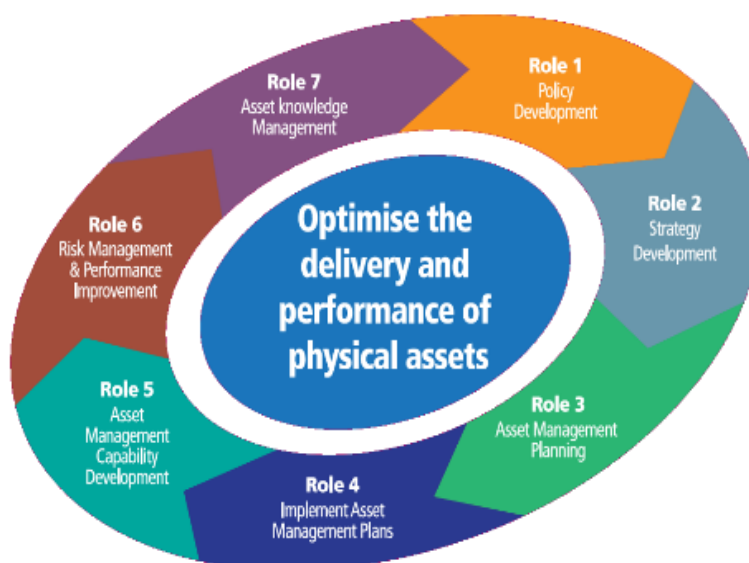 Role 1
Policy
Development
Role 2
Strategy
Development
Role 3
Asset Management
Planning
Role 4
Implement Asset
Management Plans
Role 5
Asset
Management
Capability
Development
Role 6
Risk Management
& Performance
Improvement
Role 7
Asset knowledge
Management
Optimise the
delivery and
performance of
physical assets